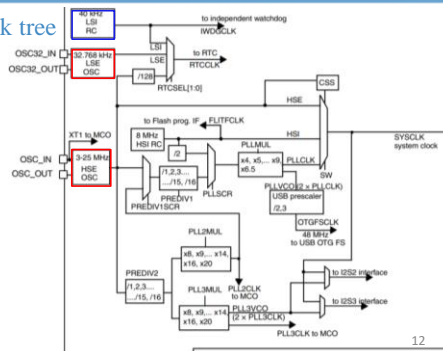 k tree
40 kHz
LSI
RC
to independent watchdog
IWDGCLK
OSC32_IN
OSC32_OUT
32.768 kHz
LSE
OSC
LSI
LSE
/128
to RTC
RTCCLK
RTCSEL[1:0]
CSS
HSE
to Flash prog. IF
FLITFCLK
XT1 to MCO
8 MHz
HSI RC
HSI
/2
PLLMUL
x4, x5,... x9,
x6.5
PLLCLK
SYSCLK
system clock
SW
OSC_IN
OSC_OUT
3-25 MHz
HSE
OSC
/1,2,3....
..../15, /16
PLLSCR
PREDIV1
PREDIV1SCR
PLLVCO (2 × PLLCLK)
USB prescaler
/2,3
OTGFSCLK
48 MHz
to USB OTG FS
PLL2MUL
x8, x9,... x14,
x16, x20
PLL2CLK
to MCO
PREDIV2
/1,2,3....
..../15, /16
PLL3MUL
x8, x9,... x14,
x16, x20
PLL3VCO
(2 × PLL3CLK)
to I2S2 interface
to I2S3 interface
PLL3CLK to MCO
12